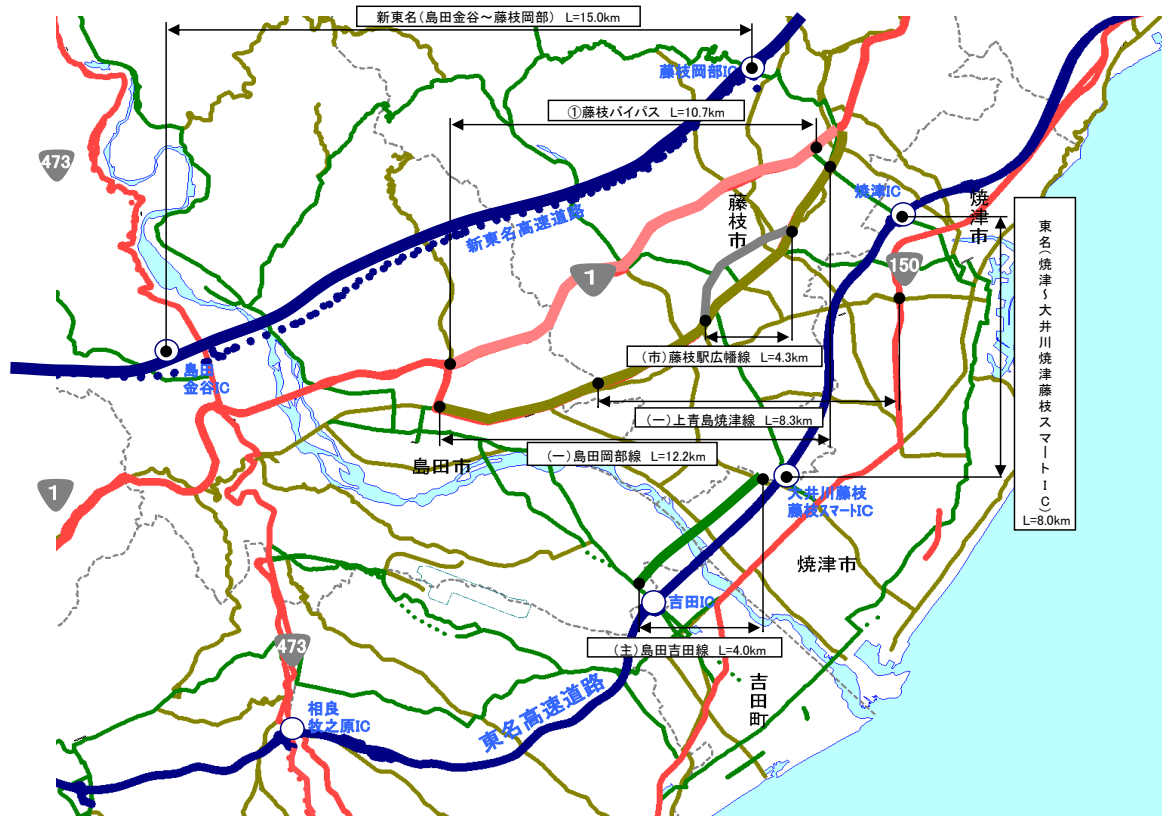 新東名(島田金谷～藤枝岡部) L=15.0km
藤枝岡部IC
①藤枝バイパス L=10.7km
473
焼津IC
焼津市
藤枝市
新東名高速道路
東名(焼津～大井川焼津藤枝スマートIC)
L=8.0km
150
1
(市)藤枝駅広幡線 L=4.3km
島田
金谷IC
(一)上青島焼津線 L=8.3km
(一)島田岡部線 L=12.2km
島田市
1
大井川藤枝
藤枝スマートIC
焼津市
吉田IC
(主)島田吉田線 L=4.0km
473
吉田町
相良
牧之原IC
東名高速道路